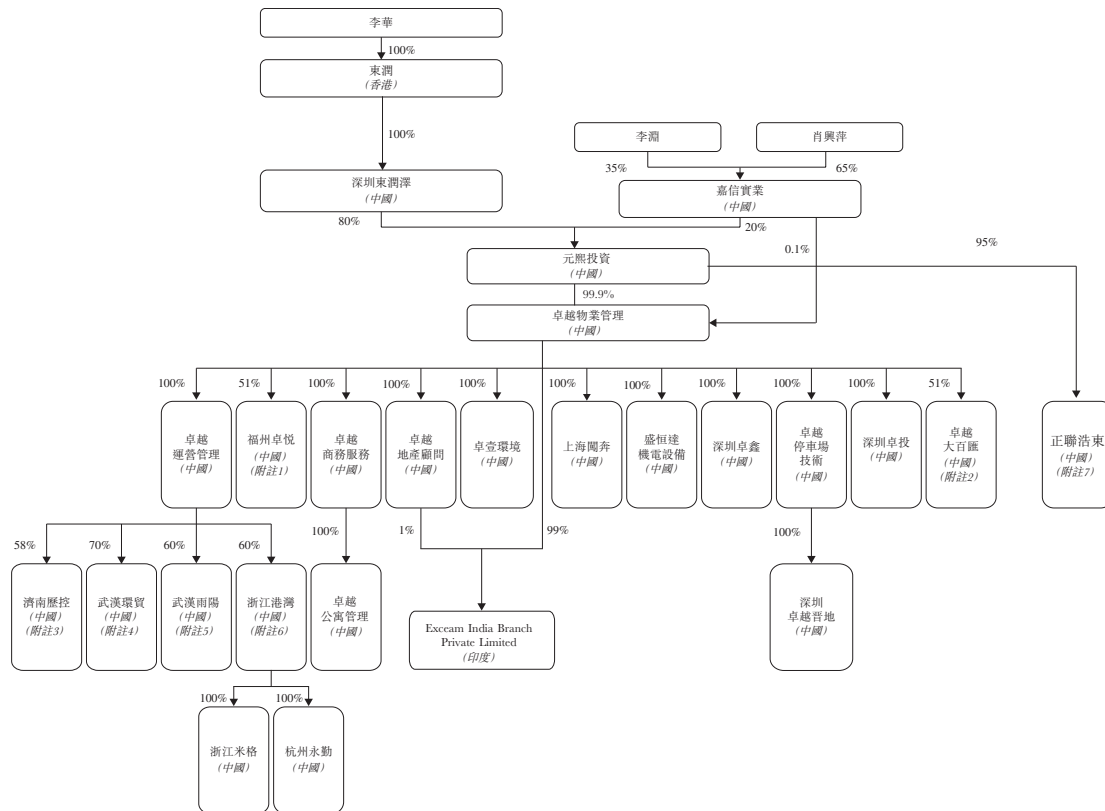 李華
100%
東潤
(香港)
100%
李淵
肖興萍
35%
65%
深圳東潤澤
(中國)
嘉信實業
(中國)
80%
20%
0.1%
95%
元熙投資
(中國)
99.9%
卓越物業管理
(中國)
100%
51%
100%
100%
100%
100%
100%
100%
100%
100%
51%
卓越
運營管理
(中國)
福州卓悦
(中國)
(附註1)
卓越
商務服務
(中國)
卓越
地產顧問
(中國)
卓壹環境
(中國)
上海闖奔
(中國)
盛恒達
機電設備
(中國)
深圳卓鑫
(中國)
卓越
停車場
技術
(中國)
深圳卓投
(中國)
卓越
大百匯
(中國)
(附註2)
正聯浩東
(中國)
(附註7)
58%
70%
60%
60%
100%
1%
99%
100%
濟南歷控
(中國)
(附註3)
武漢環貿
(中國)
(附註4)
武漢雨陽
(中國)
(附註5)
浙江港灣
(中國)
(附註6)
卓越
公寓管理
(中國)
Exceam India Branch
Private Limited
(印度)
深圳
卓越晉地
(中國)
100%
100%
浙江米格
(中國)
杭州永勤
(中國)